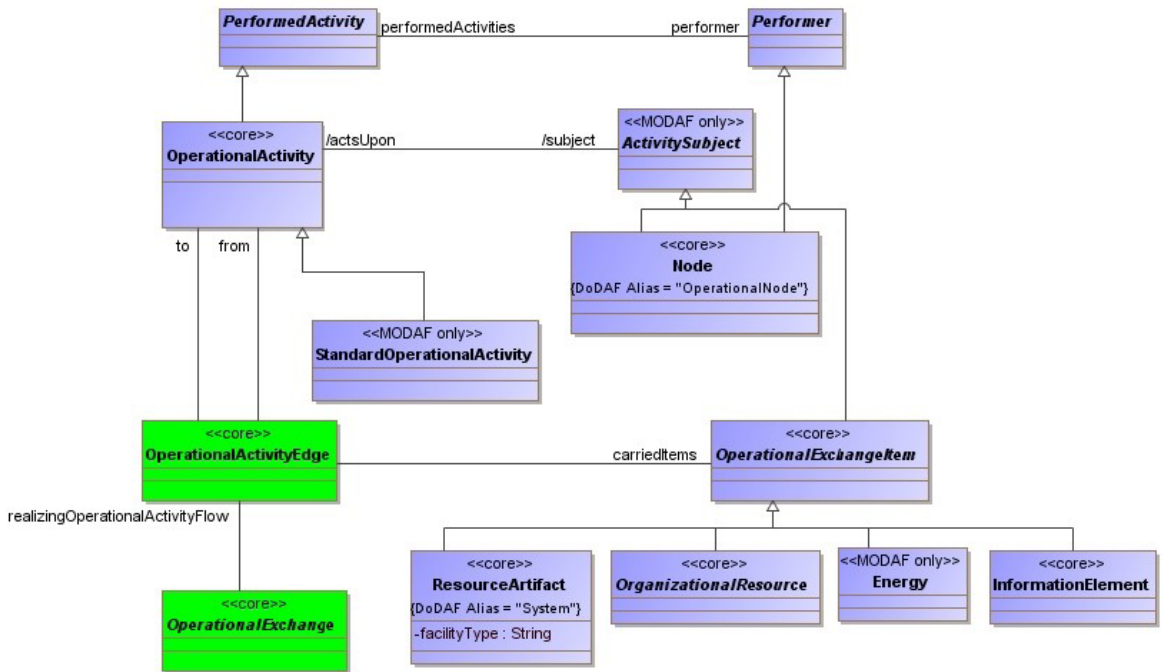 PerformedActivity
performedActivities
performer
Performer
<<core>>
OperationalActivity
/actsUpon
/subject
<<MODAF only>>
ActivitySubject
to
from
<<core>>
Node
{DoDAF Alias = "OperationalNode"}
<<MODAF only>>
StandardOperationalActivity
<<core>>
OperationalActivityEdge
carriedItems
<<core>>
OperationalExchangeItem
realizingOperationalActivityFlow
<<core>>
OperationalExchange
<<core>>
ResourceArtifact
{DoDAF Alias = "System"}
-facilityType : String
<<core>>
OrganizationalResource
<<MODAF only>>
Energy
<<core>>
InformationElement